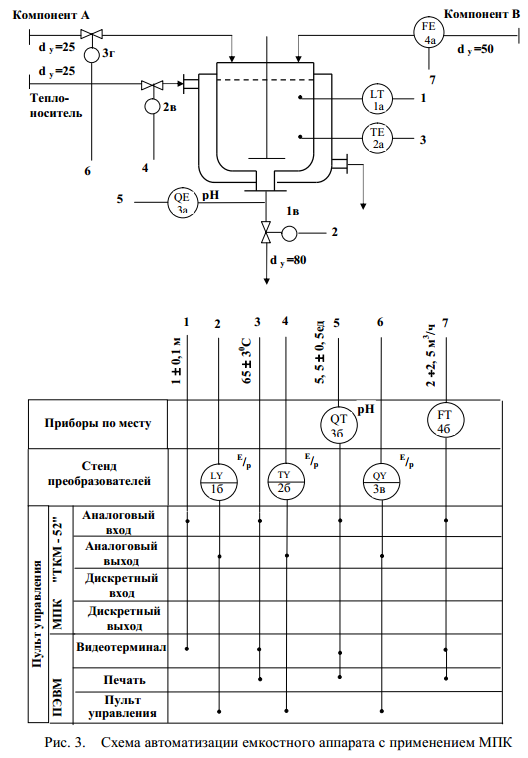 Компонент А
Компонент В
d у =25
3г
FE
4а
d у =50
7
d у =25
Тепло-
носитель
2в
LT
1а
1
TE
2а
3
6
4
5
QE
3а
pH
1в
2
d у =80
1
2
3
4
5
6
7
1 ± 0,1 м
65 ± 3⁰С
5, 5 ± 0, 5ед
2 ÷2, 5 м³/ч
Приборы по месту
QT
3б
pH
FT
4б
Стенд
преобразователей
LY
1б
E/p
TY
2б
E/p
QY
3в
E/p
Пульт управления
МПК "ТКМ - 52"
Аналоговый
вход
Аналоговый
выход
Дискретный
вход
Дискретный
выход
ПЭВМ
Видеотерминал
Печать
Пульт
управления
Рис. 3. Схема автоматизации емкостного аппарата с применением МПК